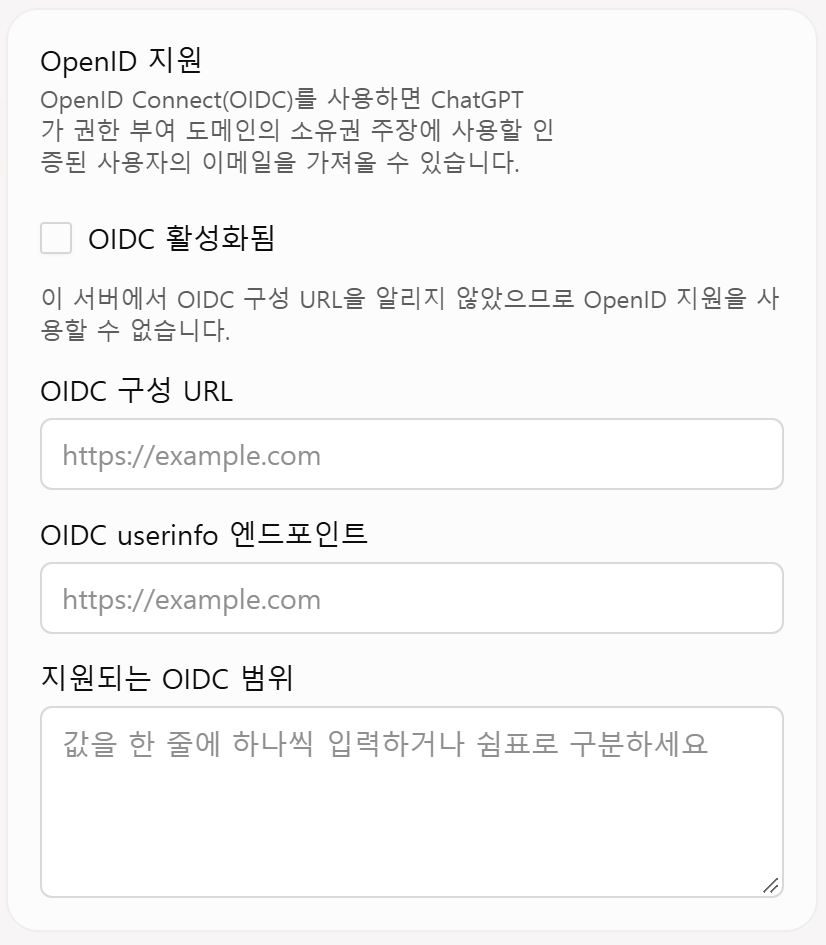 OpenID 지원
OpenID Connect(OIDC)를 사용하면 ChatGPT
가 권한 부여 도메인의 소유권 주장에 사용할 인
증된 사용자의 이메일을 가져올 수 있습니다.
OIDC 활성화됨
이 서버에서 OIDC 구성 URL을 알리지 않았으므로 OpenID 지원을 사
용할 수 없습니다.
OIDC 구성 URL
https://example.com
OIDC userinfo 엔드포인트
https://example.com
지원되는 OIDC 범위
값을 한 줄에 하나씩 입력하거나 쉼표로 구분하세요